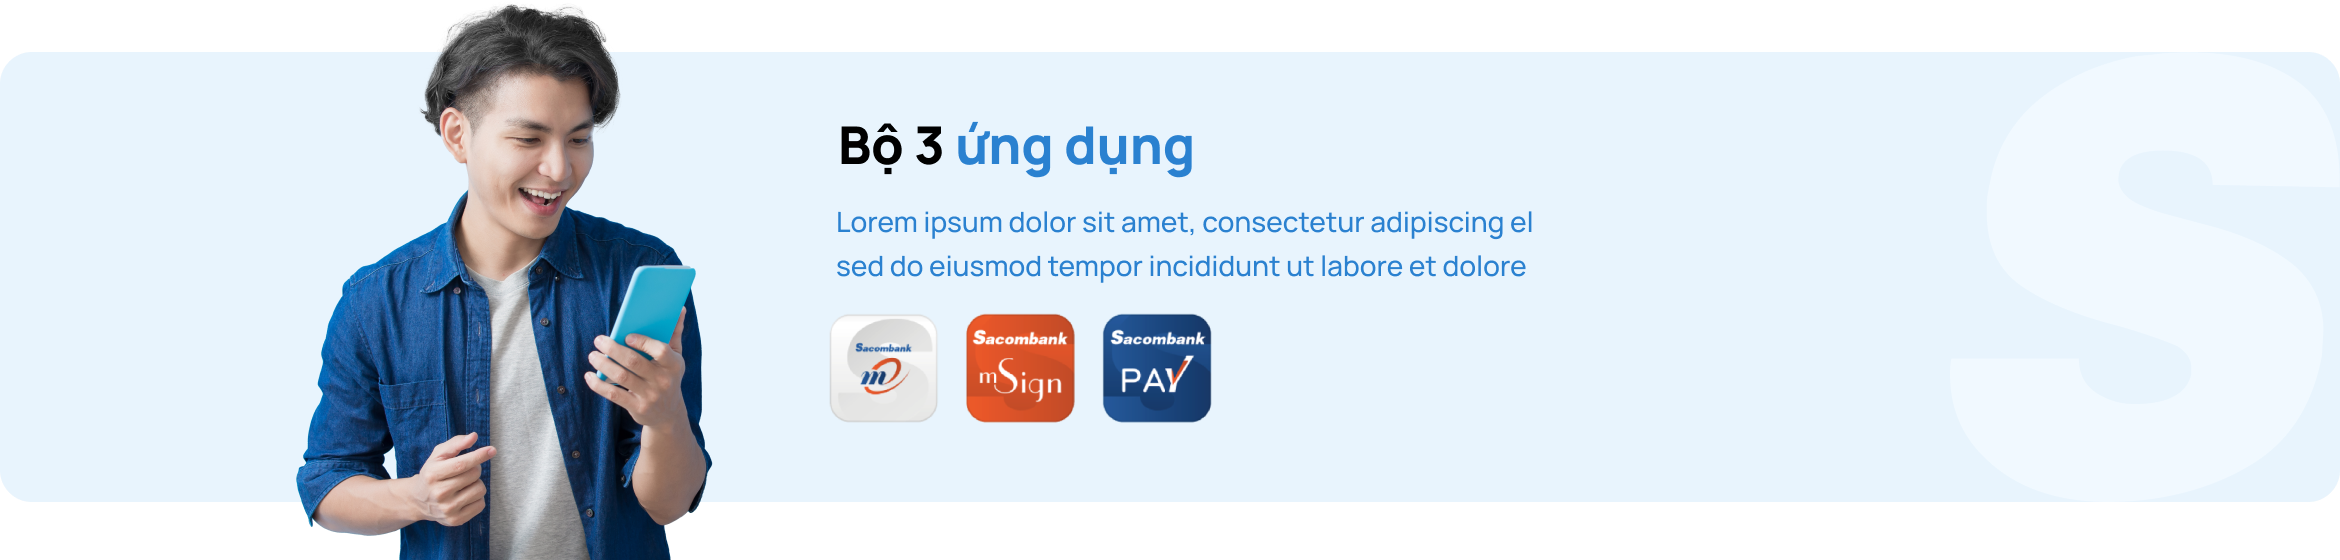 Bộ 3 ứng dụng
Lorem ipsum dolor sit amet, consectetur adipiscing el
sed do eiusmod tempor incididunt ut labore et dolore
Sacombank
m
Sacombank
mSign
Sacombank
PAY
S